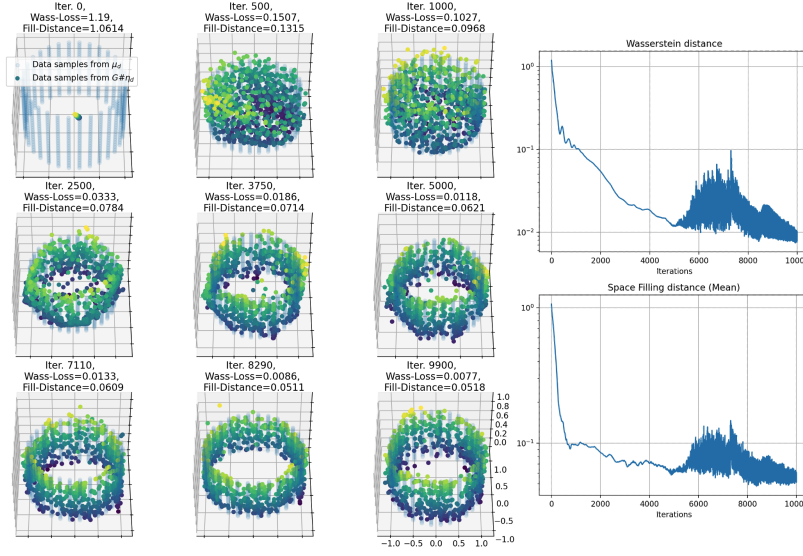 Iter. 0,
Wass-Loss=1.19,
Fill-Distance=1.0614
Data samples from μ_d
Data samples from G#η_d
Iter. 500,
Wass-Loss=0.1507,
Fill-Distance=0.1315
Iter. 1000,
Wass-Loss=0.1027,
Fill-Distance=0.0968
Iter. 2500,
Wass-Loss=0.0333,
Fill-Distance=0.0784
Iter. 3750,
Wass-Loss=0.0186,
Fill-Distance=0.0714
Iter. 5000,
Wass-Loss=0.0118,
Fill-Distance=0.0621
Iter. 7110,
Wass-Loss=0.0133,
Fill-Distance=0.0609
Iter. 8290,
Wass-Loss=0.0086,
Fill-Distance=0.0511
Iter. 9900,
Wass-Loss=0.0077,
Fill-Distance=0.0518
1.0
0.8
0.6
0.4
0.2
0.0
1.0
0.5
0.0
−0.5
−1.0
−1.0 −0.5 0.0 0.5 1.0
Wasserstein distance
10⁰
10⁻¹
10⁻²
0 2000 4000 6000 8000 1000
Iterations
Space Filling distance (Mean)
10⁰
10⁻¹
0 2000 4000 6000 8000 1000
Iterations